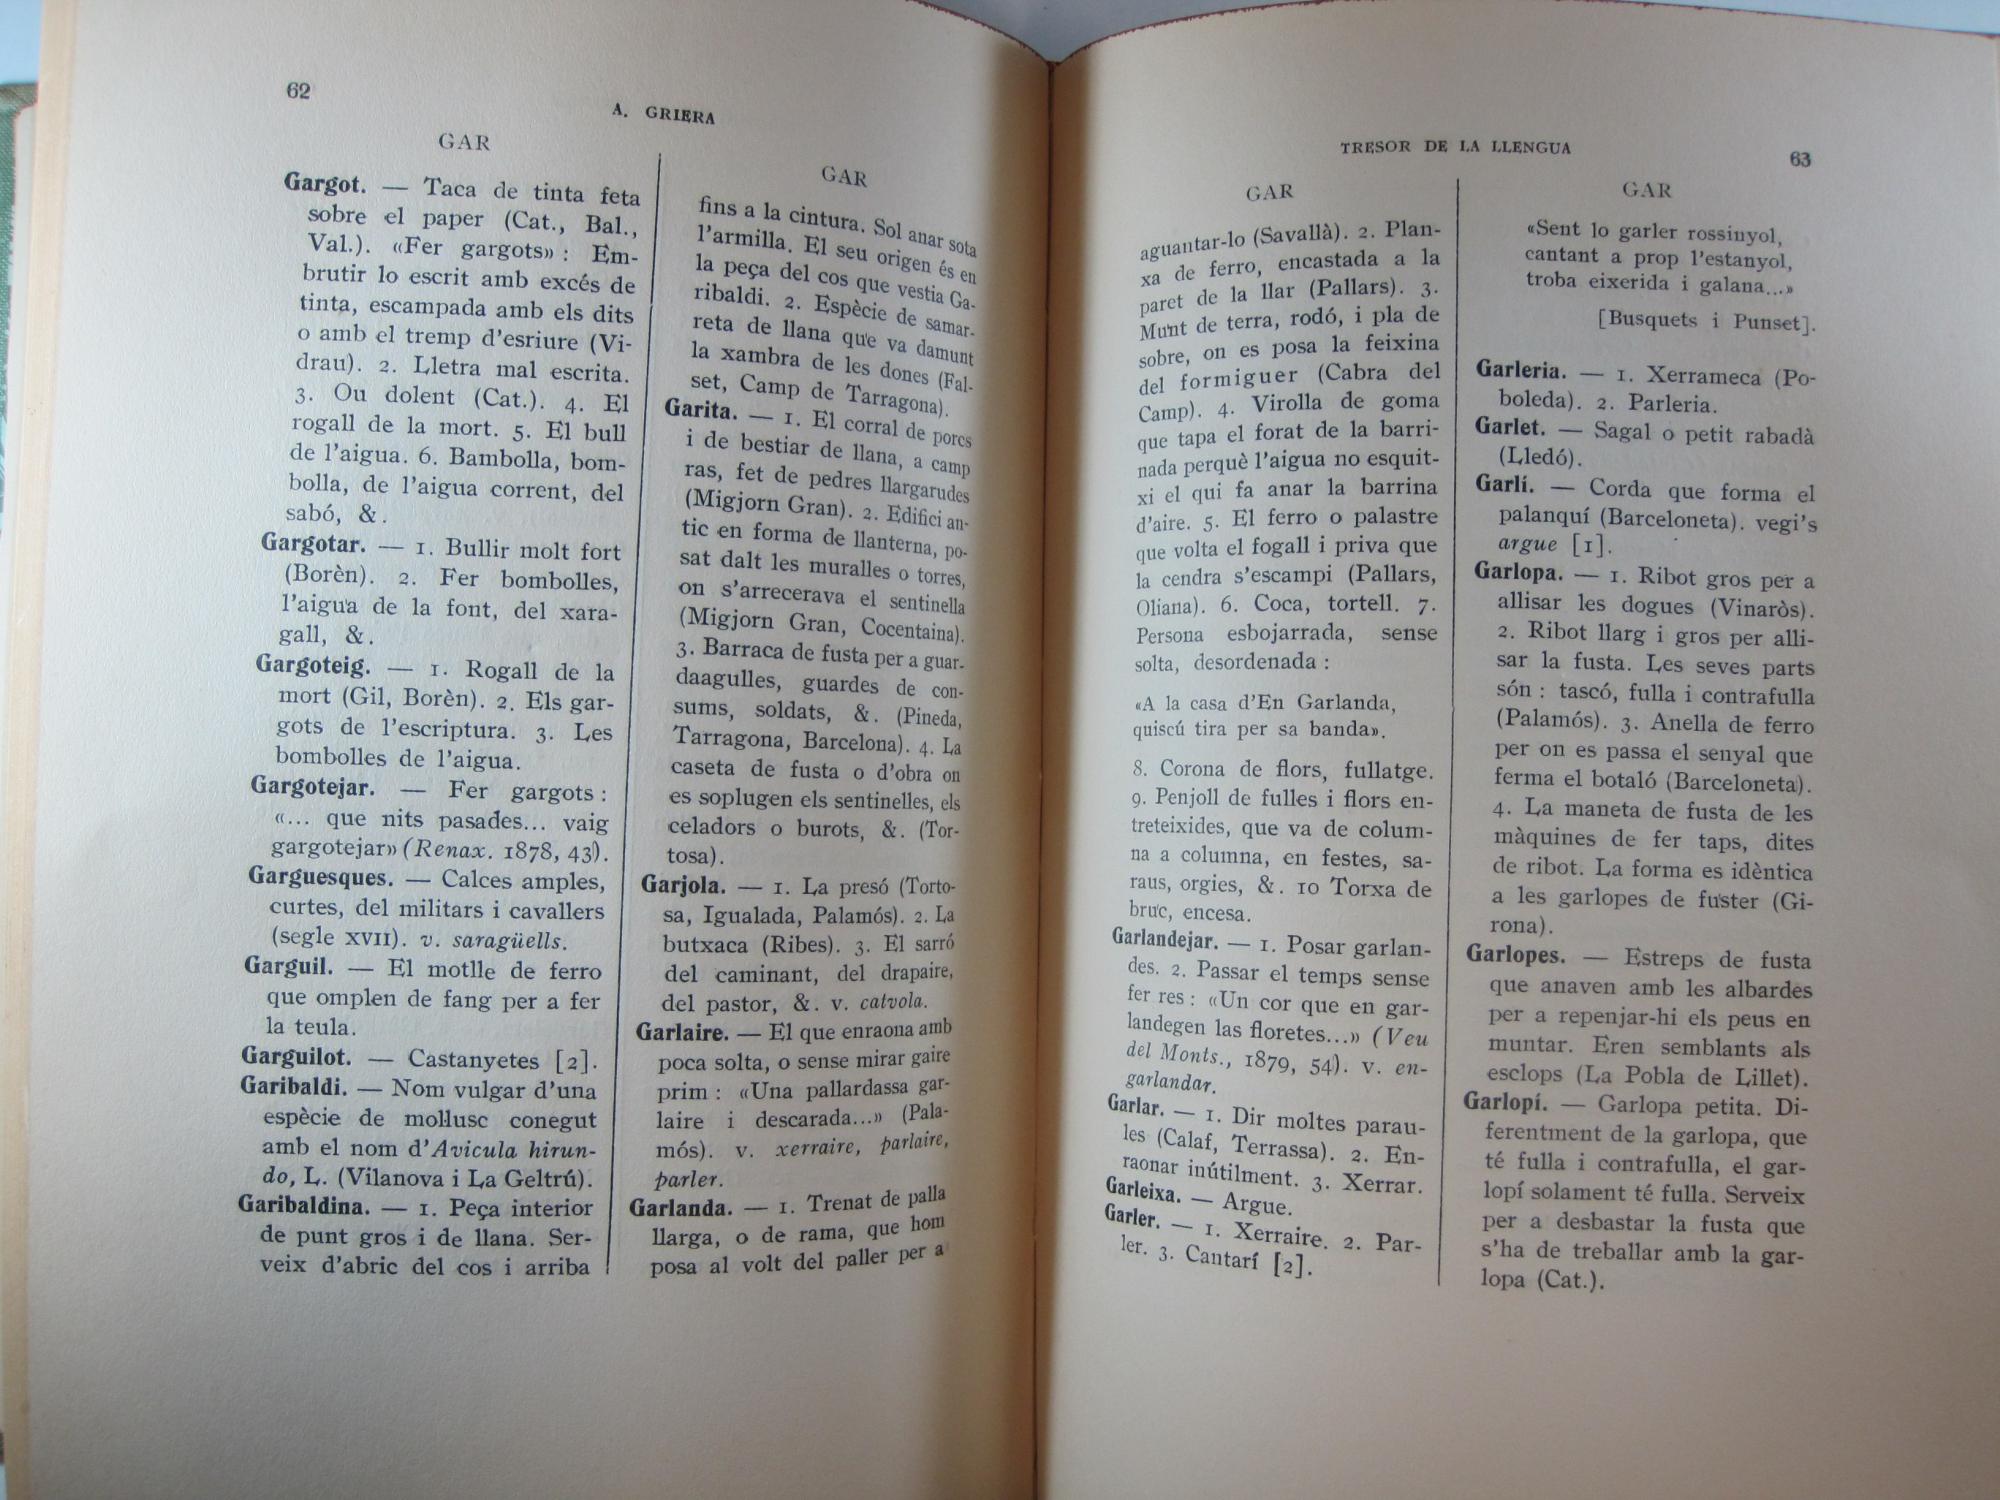 62
A. GRIERA
GAR
Gargot. — Taca de tinta feta
sobre el paper (Cat., Bal.,
Val.). «Fer gargots» : Em-
brutir lo escrit amb excés de
tinta, escampada amb els dits
o amb el tremp d'esriure (Vi-
drau). 2. Lletra mal escrita.
3. Ou dolent (Cat.). 4. El
rogall de la mort. 5. El bull
de l'aigua. 6. Bambolla, bom-
bolla, de l'aigua corrent, del
sabó, &.
Gargotar. — 1. Bullir molt fort
(Borèn). 2. Fer bombolles,
l'aigua de la font, del xara-
gall, &.
Gargoteig. — 1. Rogall de la
mort (Gil, Borèn). 2. Els gar-
gots de l'escriptura. 3. Les
bombolles de l'aigua.
Gargotejar. — Fer gargots :
«... que nits pasades... vaig
gargotejar» (Renax. 1878, 43).
Garguesques. — Calces amples,
curtes, del militars i cavallers
(segle XVII). v. saragüells.
Garguil. — El motlle de ferro
que omplen de fang per a fer
la teula.
Garguilot. — Castanyetes [2].
Garibaldi. — Nom vulgar d'una
espècie de mol·lusc conegut
amb el nom d'Avicula hirun-
do, L. (Vilanova i La Geltrú).
Garibaldina. — 1. Peça interior
de punt gros i de llana. Ser-
veix d'abric del cos i arriba
GAR
fins a la cintura. Sol anar sota
l'armilla. El seu origen és en
la peça del cos que vestia Ga-
ribaldi. 2. Espècie de samar-
reta de llana que va damunt
la xambra de les dones (Fal-
set, Camp de Tarragona).
Garita. — 1. El corral de porcs
i de bestiar de llana, a camp
ras, fet de pedres llargarudes
(Migjorn Gran). 2. Edifici an-
tic en forma de llanterna, po-
sat dalt les muralles o torres,
on s'arrecerava el sentinella
(Migjorn Gran, Cocentaina).
3. Barraca de fusta per a guar-
daagulles, guardes de con-
sums, soldats, &. (Pineda,
Tarragona, Barcelona). 4. La
caseta de fusta o d'obra on
es soplugen els sentinelles, els
celadors o burots, &. (Tor-
tosa).
Garjola. — 1. La presó (Torto-
sa, Igualada, Palamós). 2. La
butxaca (Ribes). 3. El sarró
del caminant, del drapaire,
del pastor, &. v. catvola.
Garlaire. — El que enraona amb
poca solta, o sense mirar gaire
prim : «Una pallardassa gar-
laire i descarada...» (Pala-
mós). v. xerraire, parlaire,
parler.
Garlanda. — 1. Trenat de palla
llarga, o de rama, que hom
posa al volt del paller per a
TRESOR DE LA LLENGUA
63
GAR
aguantar-lo (Savallà). 2. Plan-
xa de ferro, encastada a la
paret de la llar (Pallars). 3.
Munt de terra, rodó, i pla de
sobre, on es posa la feixina
del formiguer (Cabra del
Camp). 4. Virolla de goma
que tapa el forat de la barri-
nada perquè l'aigua no esquit-
xi el qui fa anar la barrina
d'aire. 5. El ferro o palastre
que volta el fogall i priva que
la cendra s'escampi (Pallars,
Oliana). 6. Coca, tortell. 7.
Persona esbojarrada, sense
solta, desordenada :
«A la casa d'En Garlanda,
quiscú tira per sa banda».
8. Corona de flors, fullatge.
9. Penjoll de fulles i flors en-
treteixides, que va de colum-
na a columna, en festes, sa-
raus, orgies, &. 10 Torxa de
bruc, encesa.
Garlandejar. — 1. Posar garlan-
des. 2. Passar el temps sense
fer res : «Un cor que en gar-
landegen las floretes...» (Veu
del Monts., 1879, 54). v. en-
garlandar.
Garlar. — 1. Dir moltes parau-
les (Calaf, Terrassa). 2. En-
raonar inútilment. 3. Xerrar.
Garleixa. — Argue.
Garler. — 1. Xerraire. 2. Par-
ler. 3. Cantarí [2].
GAR
«Sent lo garler rossinyol,
cantant a prop l'estanyol,
troba eixerida i galana...»
[Busquets i Punset].
Garleria. — 1. Xerrameca (Po-
boleda). 2. Parleria.
Garlet. — Sagal o petit rabadà
(Lledó).
Garlí. — Corda que forma el
palanquí (Barceloneta). vegi's
argue [1].
Garlopa. — 1. Ribot gros per a
allisar les dogues (Vinaròs).
2. Ribot llarg i gros per alli-
sar la fusta. Les seves parts
són : tascó, fulla i contrafulla
(Palamós). 3. Anella de ferro
per on es passa el senyal que
ferma el botaló (Barceloneta).
4. La maneta de fusta de les
màquines de fer taps, dites
de ribot. La forma es idèntica
a les garlopes de fuster (Gi-
rona).
Garlopes. — Estreps de fusta
que anaven amb les albardes
per a repenjar-hi els peus en
muntar. Eren semblants als
esclops (La Pobla de Lillet).
Garlopí. — Garlopa petita. Di-
ferentment de la garlopa, que
té fulla i contrafulla, el gar-
lopí solament té fulla. Serveix
per a desbastar la fusta que
s'ha de treballar amb la gar-
lopa (Cat.).